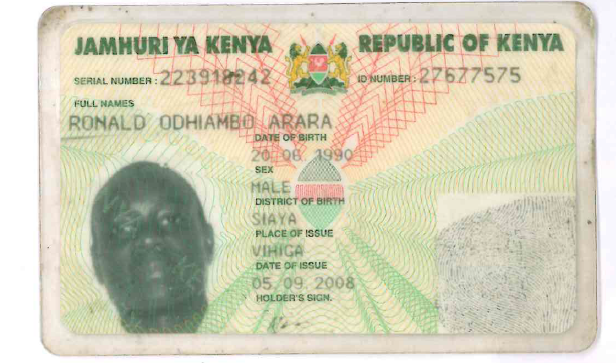 JAMHURI YA KENYA
REPUBLIC OF KENYA
SERIAL NUMBER: 223918242
ID NUMBER: 27677575
FULL NAMES
RONALD ODHIAMBO ARARA
DATE OF BIRTH
20.06.1990
SEX
MALE
DISTRICT OF BIRTH
SIAYA
PLACE OF ISSUE
VIHIGA
DATE OF ISSUE
05.09.2008
HOLDER'S SIGN.